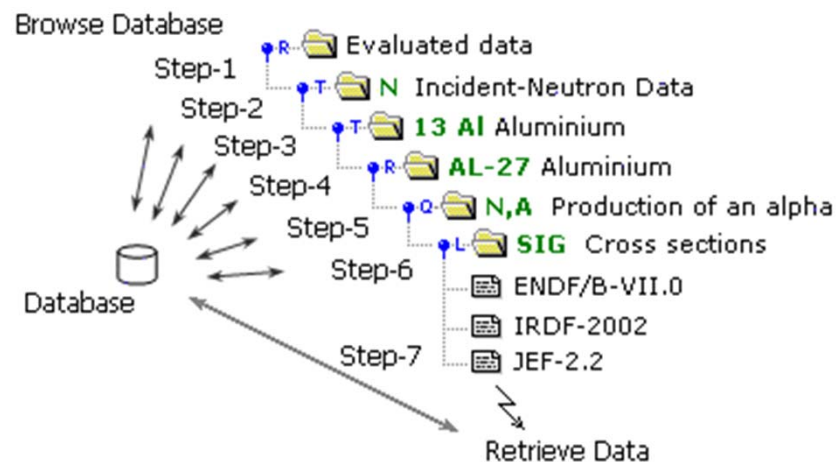 Browse Database
Step-1 R Evaluated data
Step-2 T N Incident-Neutron Data
Step-3 T 13 Al Aluminium
Step-4 R AL-27 Aluminium
Step-5 Q N,A Production of an alpha
Step-6 L SIG Cross sections
Database
ENDF/B-VII.0
IRDF-2002
Step-7 JEF-2.2
Retrieve Data